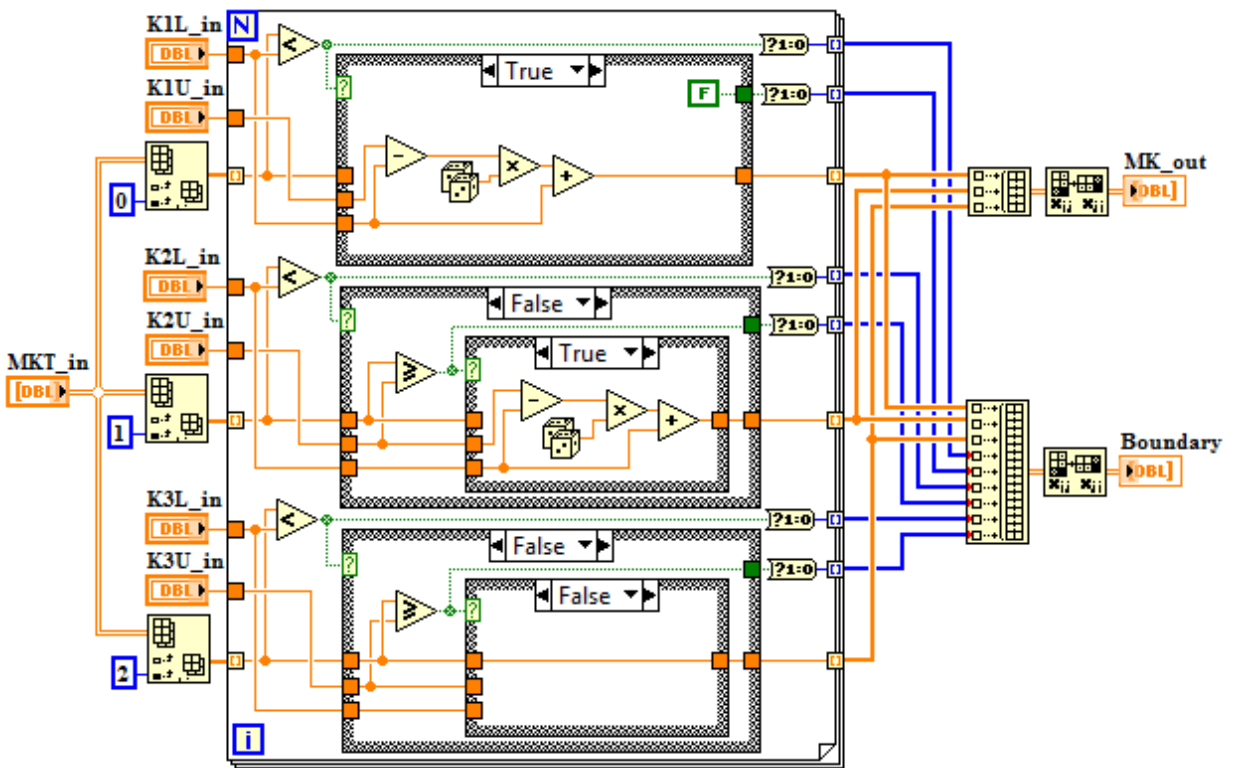 K1L_in
N
DBL
<
?1:0
True
?
F
?1:0
K1U_in
DBL
-
x
+
0
MK_out
[DBL]
K2L_in
DBL
<
?1:0
False
?
?1:0
K2U_in
DBL
True
≥
?
MKT_in
[DBL]
-
x
+
1
Boundary
[DBL]
K3L_in
DBL
<
?1:0
False
?
?1:0
K3U_in
DBL
False
≥
?
2
i